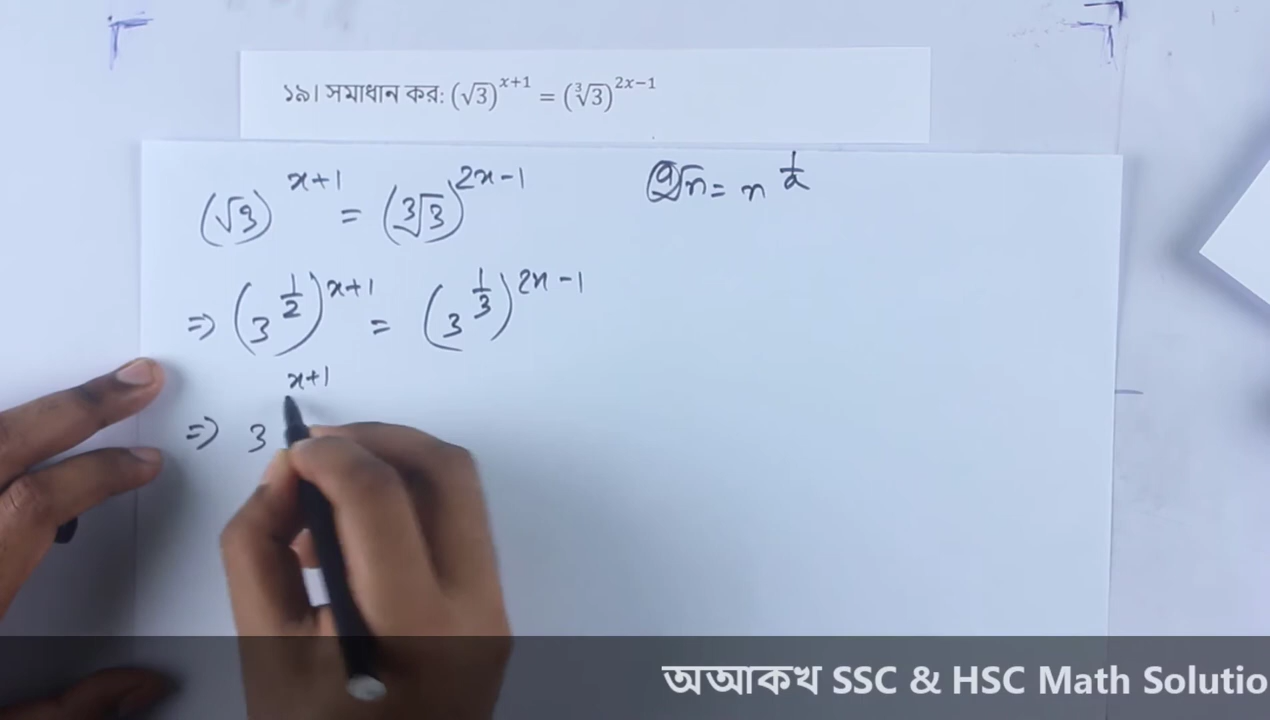 ১৯। সমাধান কর: (√3)^{x+1} = (∛3)^{2x−1}
(√3)^{x+1} = (∛3)^{2x-1}
ᵃ√n = n^{1/a}
⇒ (3^{1/2})^{x+1} = (3^{1/3})^{2x-1}
⇒ 3^{x+1}
অআকখ SSC & HSC Math Solutio